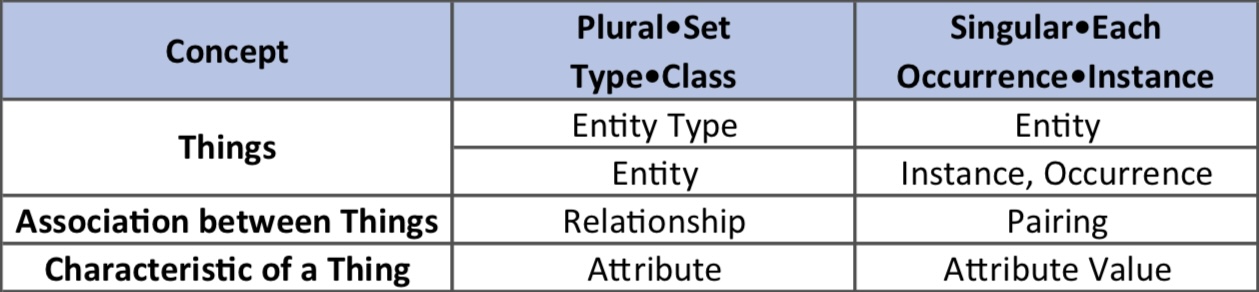 Concept
Plural•Set
Type•Class
Singular•Each
Occurrence•Instance
Things
Entity Type
Entity
Entity
Instance, Occurrence
Association between Things
Relationship
Pairing
Characteristic of a Thing
Attribute
Attribute Value